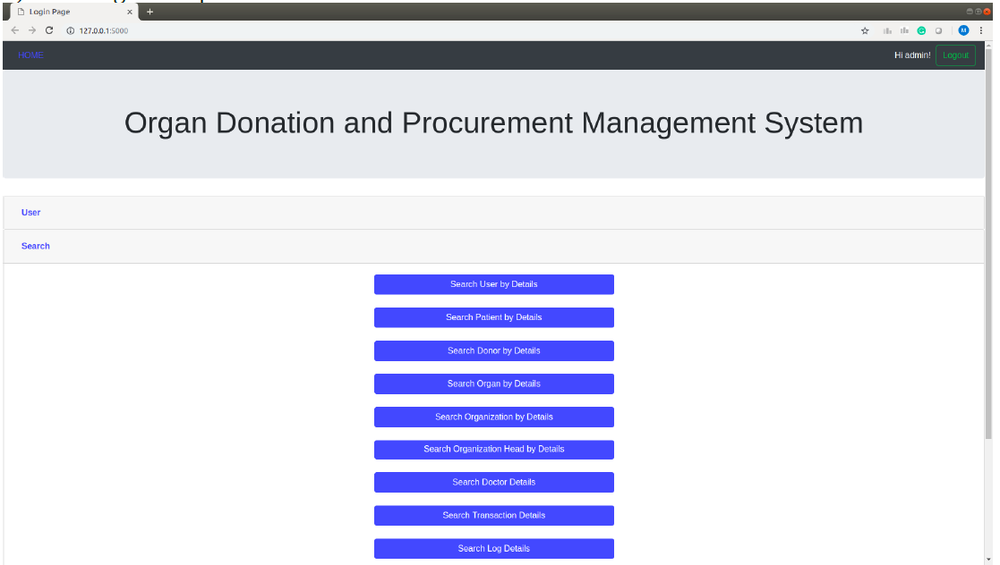 Login Page
127.0.0.1:5000
M
HOME
Hi admin! Logout
Organ Donation and Procurement Management System
User
Search
Search User by Details
Search Patient by Details
Search Donor by Details
Search Organ by Details
Search Organization by Details
Search Organization Head by Details
Search Doctor Details
Search Transaction Details
Search Log Details